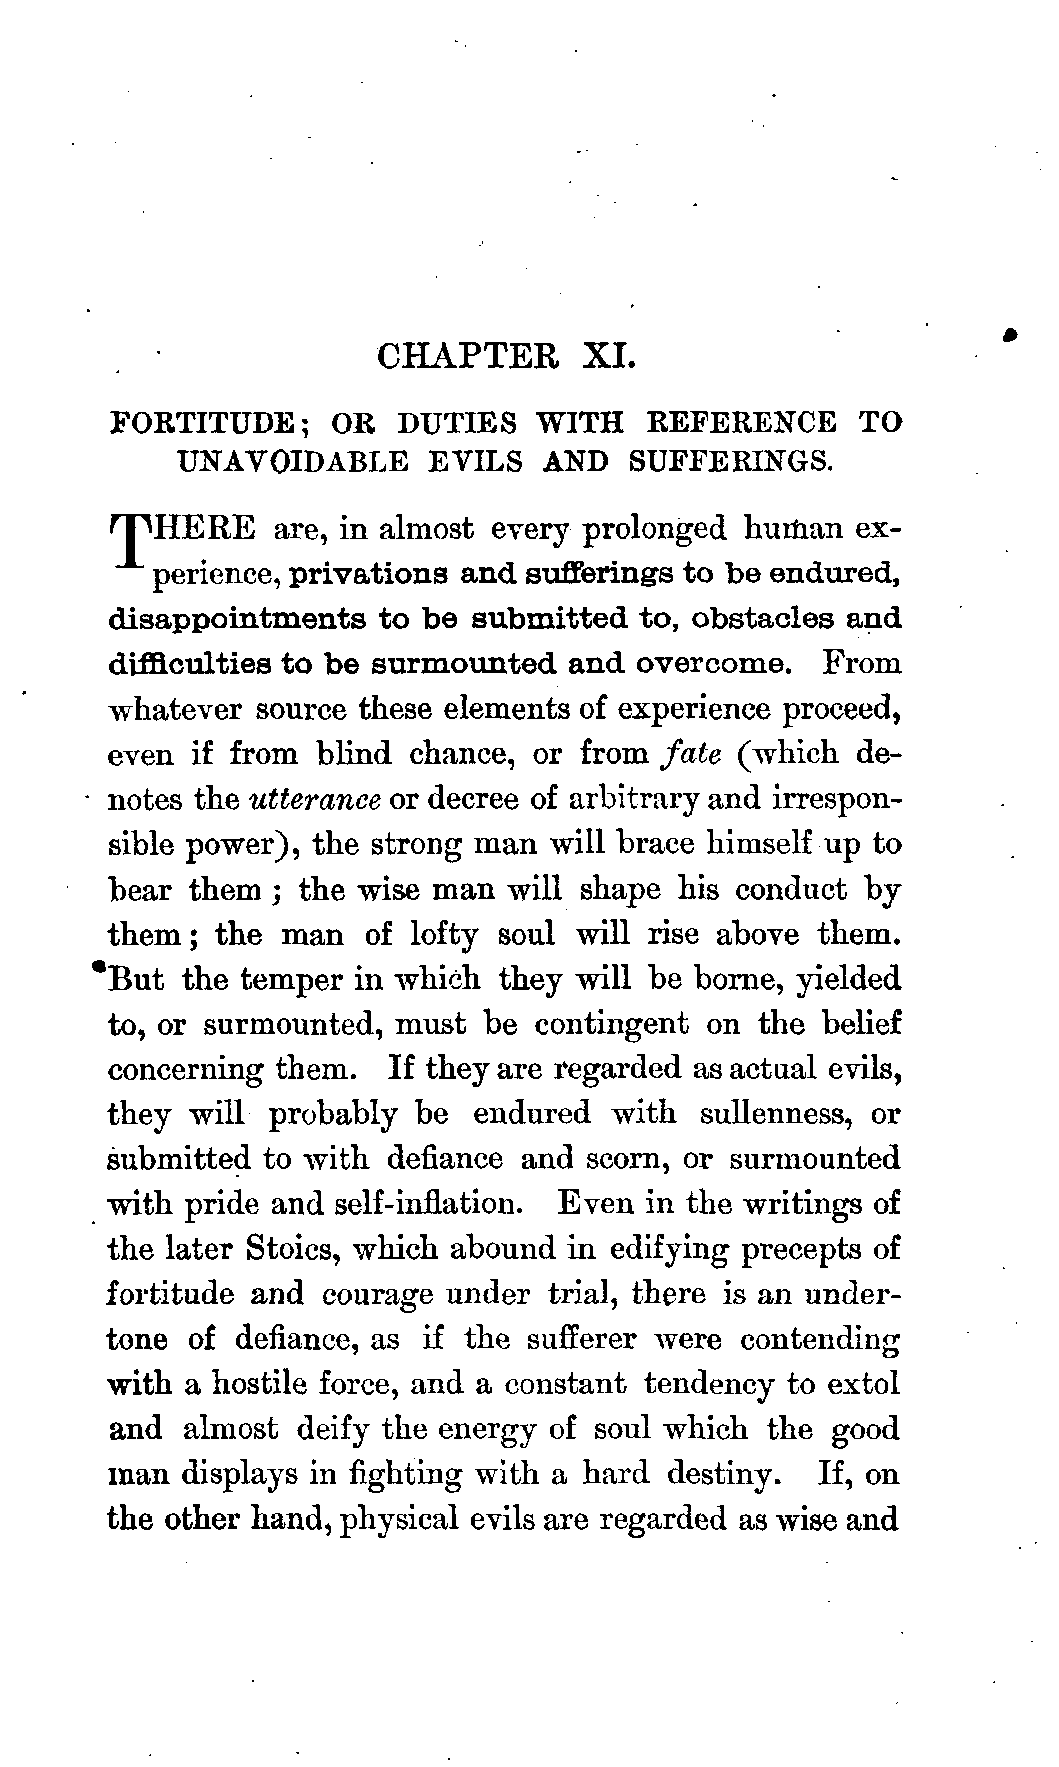 CHAPTER XI.
FORTITUDE; OR DUTIES WITH REFERENCE TO
UNAVOIDABLE EVILS AND SUFFERINGS.
THERE are, in almost every prolonged human ex-
perience, privations and sufferings to be endured,
disappointments to be submitted to, obstacles and
difficulties to be surmounted and overcome. From
whatever source these elements of experience proceed,
even if from blind chance, or from fate (which de-
notes the utterance or decree of arbitrary and irrespon-
sible power), the strong man will brace himself up to
bear them ; the wise man will shape his conduct by
them ; the man of lofty soul will rise above them.
But the temper in which they will be borne, yielded
to, or surmounted, must be contingent on the belief
concerning them. If they are regarded as actual evils,
they will probably be endured with sullenness, or
submitted to with defiance and scorn, or surmounted
with pride and self-inflation. Even in the writings of
the later Stoics, which abound in edifying precepts of
fortitude and courage under trial, there is an under-
tone of defiance, as if the sufferer were contending
with a hostile force, and a constant tendency to extol
and almost deify the energy of soul which the good
man displays in fighting with a hard destiny. If, on
the other hand, physical evils are regarded as wise and